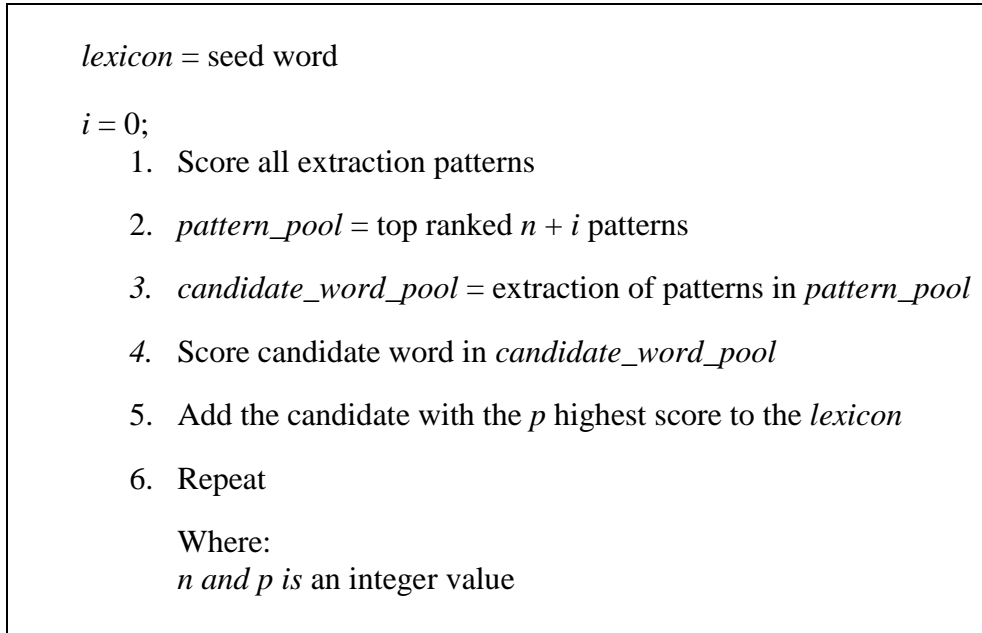 lexicon = seed word
i = 0;
1. Score all extraction patterns
2. pattern_pool = top ranked n + i patterns
3. candidate_word_pool = extraction of patterns in pattern_pool
4. Score candidate word in candidate_word_pool
5. Add the candidate with the p highest score to the lexicon
6. Repeat
Where:
n and p is an integer value